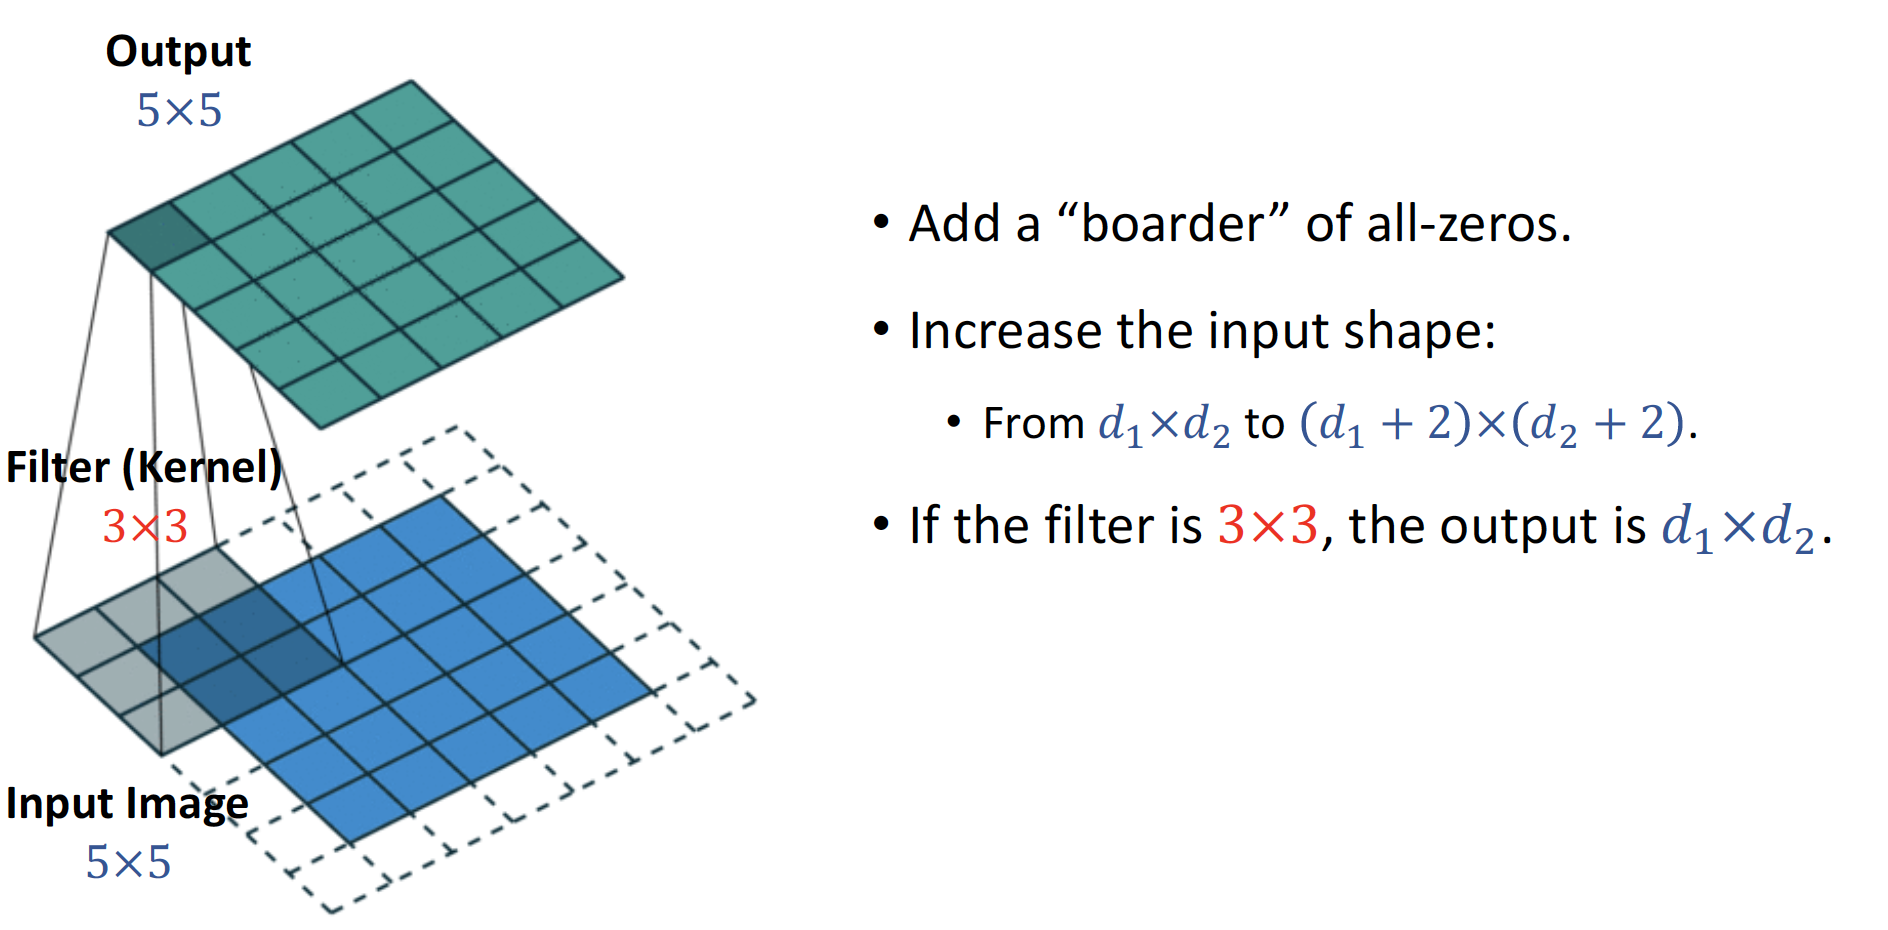 Output
5×5
Filter (Kernel)
3×3
Input Image
5×5
• Add a “boarder” of all-zeros.
• Increase the input shape:
• From d₁×d₂ to (d₁ + 2)×(d₂ + 2).
• If the filter is 3×3, the output is d₁×d₂.